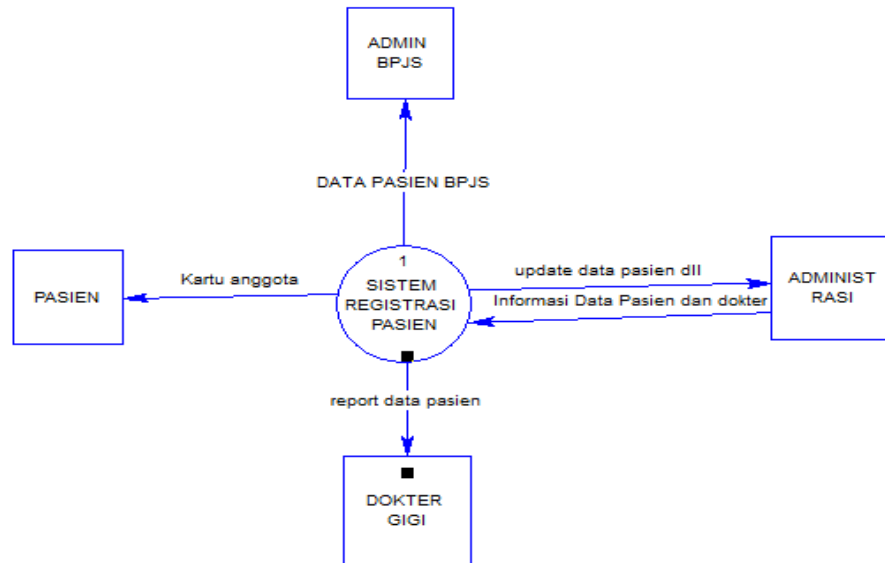 ADMIN
BPJS
DATA PASIEN BPJS
PASIEN
Kartu anggota
1
SISTEM
REGISTRASI
PASIEN
update data pasien dll
Informasi Data Pasien dan dokter
ADMINIST
RASI
report data pasien
DOKTER
GIGI